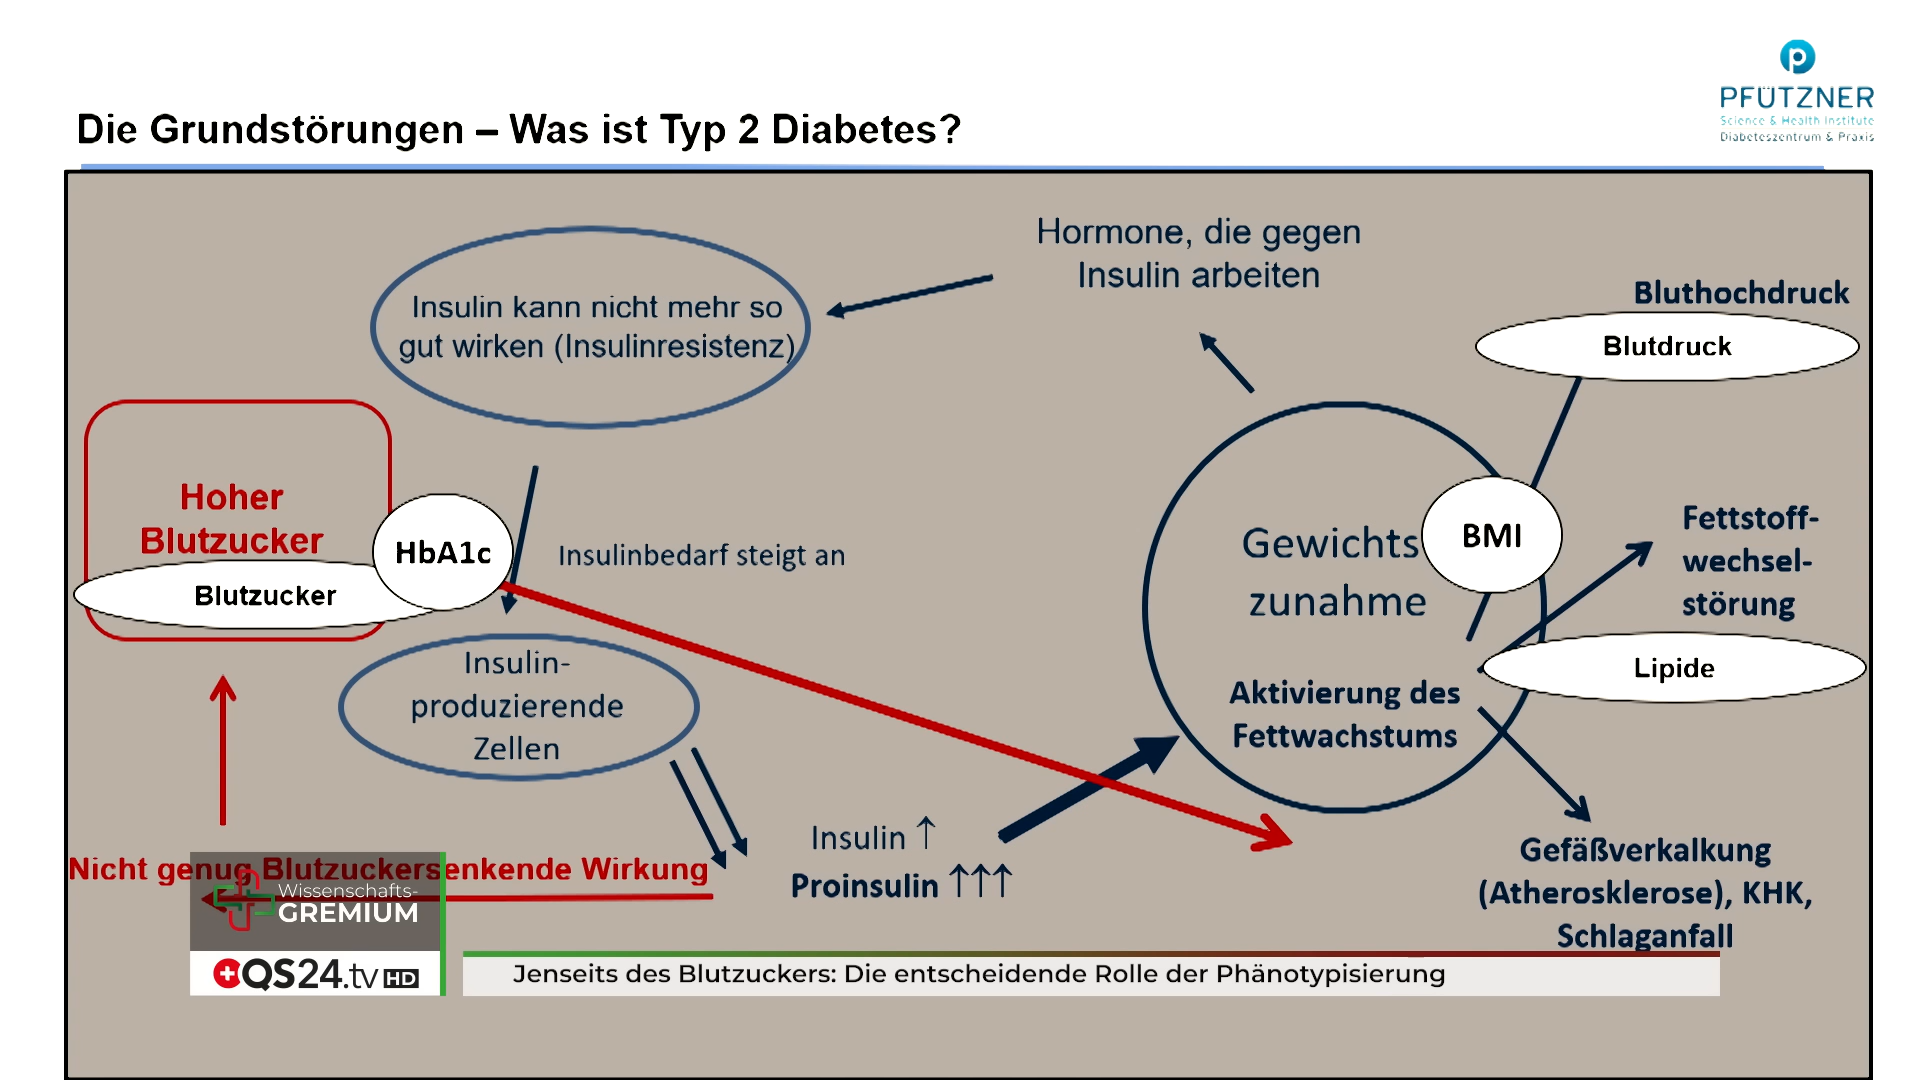 PFÜTZNER
Science & Health Institute
Diabeteszentrum & Praxis
Die Grundstörungen – Was ist Typ 2 Diabetes?
Hormone, die gegen
Insulin arbeiten
Insulin kann nicht mehr so
gut wirken (Insulinresistenz)
Bluthochdruck
Blutdruck
Hoher
Blutzucker
HbA1c
Blutzucker
Insulinbedarf steigt an
Gewichts
zunahme
BMI
Fettstoff-
wechsel-
störung
Lipide
Aktivierung des
Fettwachstums
Insulin-
produzierende
Zellen
Insulin ↑
Proinsulin ↑↑↑
Nicht genug Blutzuckersenkende Wirkung
Gefäßverkalkung
(Atherosklerose), KHK,
Schlaganfall
Wissenschafts-
GREMIUM
QS24.tv HD
Jenseits des Blutzuckers: Die entscheidende Rolle der Phänotypisierung